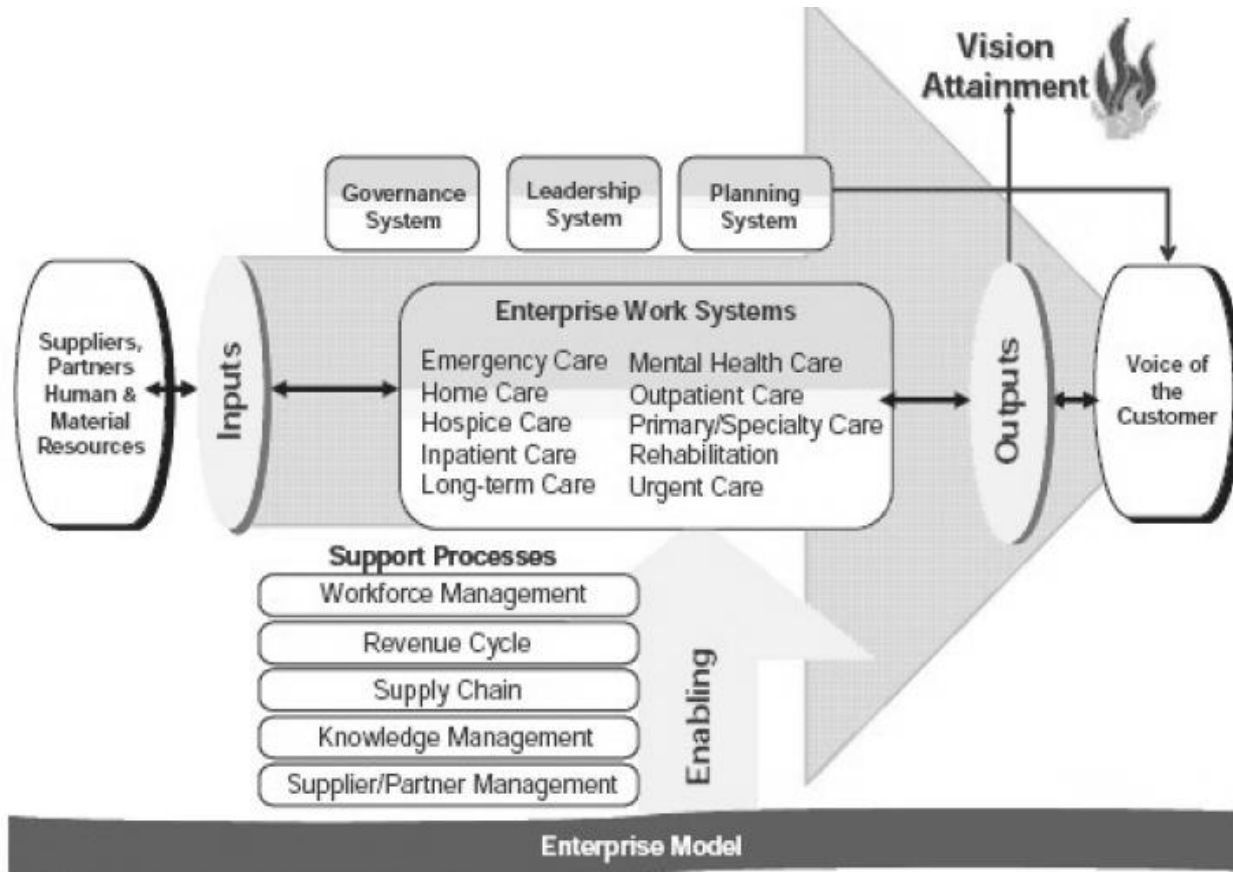 Vision
Attainment
Governance
System
Leadership
System
Planning
System
Suppliers,
Partners
Human &
Material
Resources
Inputs
Enterprise Work Systems
Emergency Care
Home Care
Hospice Care
Inpatient Care
Long-term Care
Mental Health Care
Outpatient Care
Primary/Specialty Care
Rehabilitation
Urgent Care
Outputs
Voice of
the
Customer
Support Processes
Workforce Management
Revenue Cycle
Supply Chain
Knowledge Management
Supplier/Partner Management
Enabling
Enterprise Model